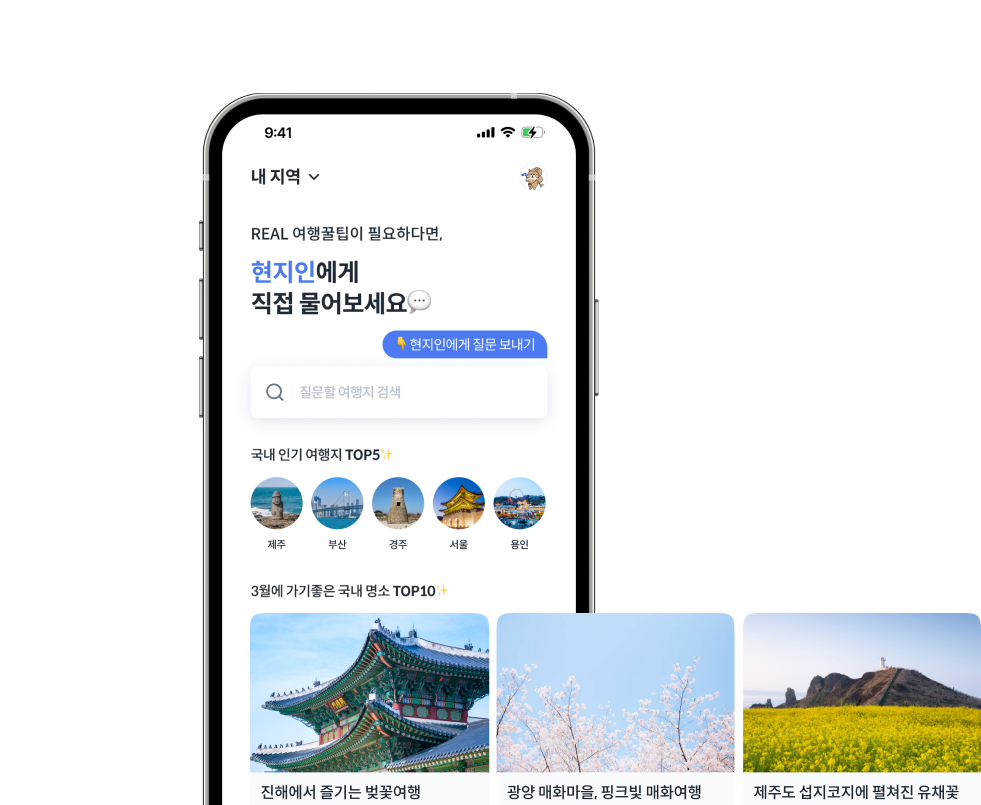 9:41
내 지역
REAL 여행꿀팁이 필요하다면,
현지인에게
직접 물어보세요💬
👇현지인에게 질문 보내기
질문할 여행지 검색
국내 인기 여행지 TOP5✨
제주 부산 경주 서울 용인
3월에 가기좋은 국내 명소 TOP10✨
진해에서 즐기는 벚꽃여행
광양 매화마을, 핑크빛 매화여행
제주도 섭지코지에 펼쳐진 유채꽃